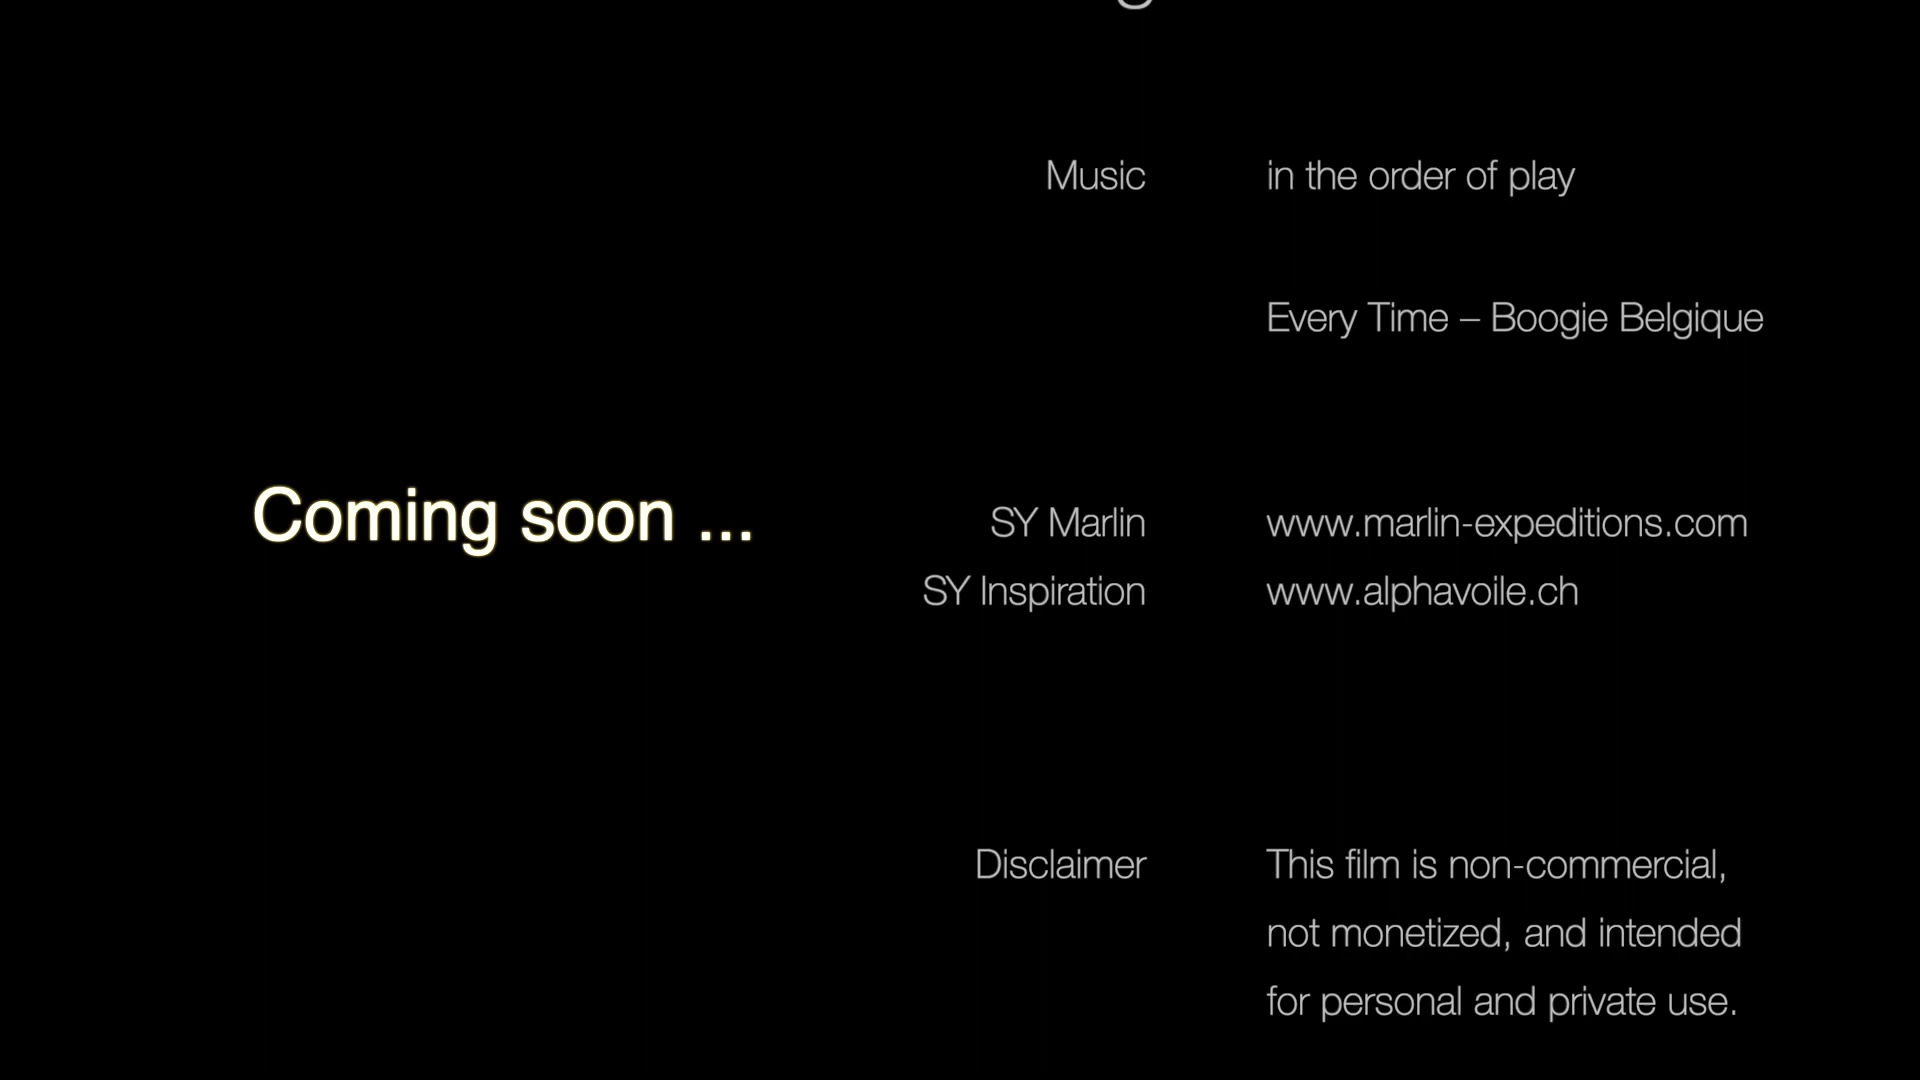 Music in the order of play
Every Time – Boogie Belgique
Coming soon ...
SY Marlin www.marlin-expeditions.com
SY Inspiration www.alphavoile.ch
Disclaimer This film is non-commercial,
not monetized, and intended
for personal and private use.